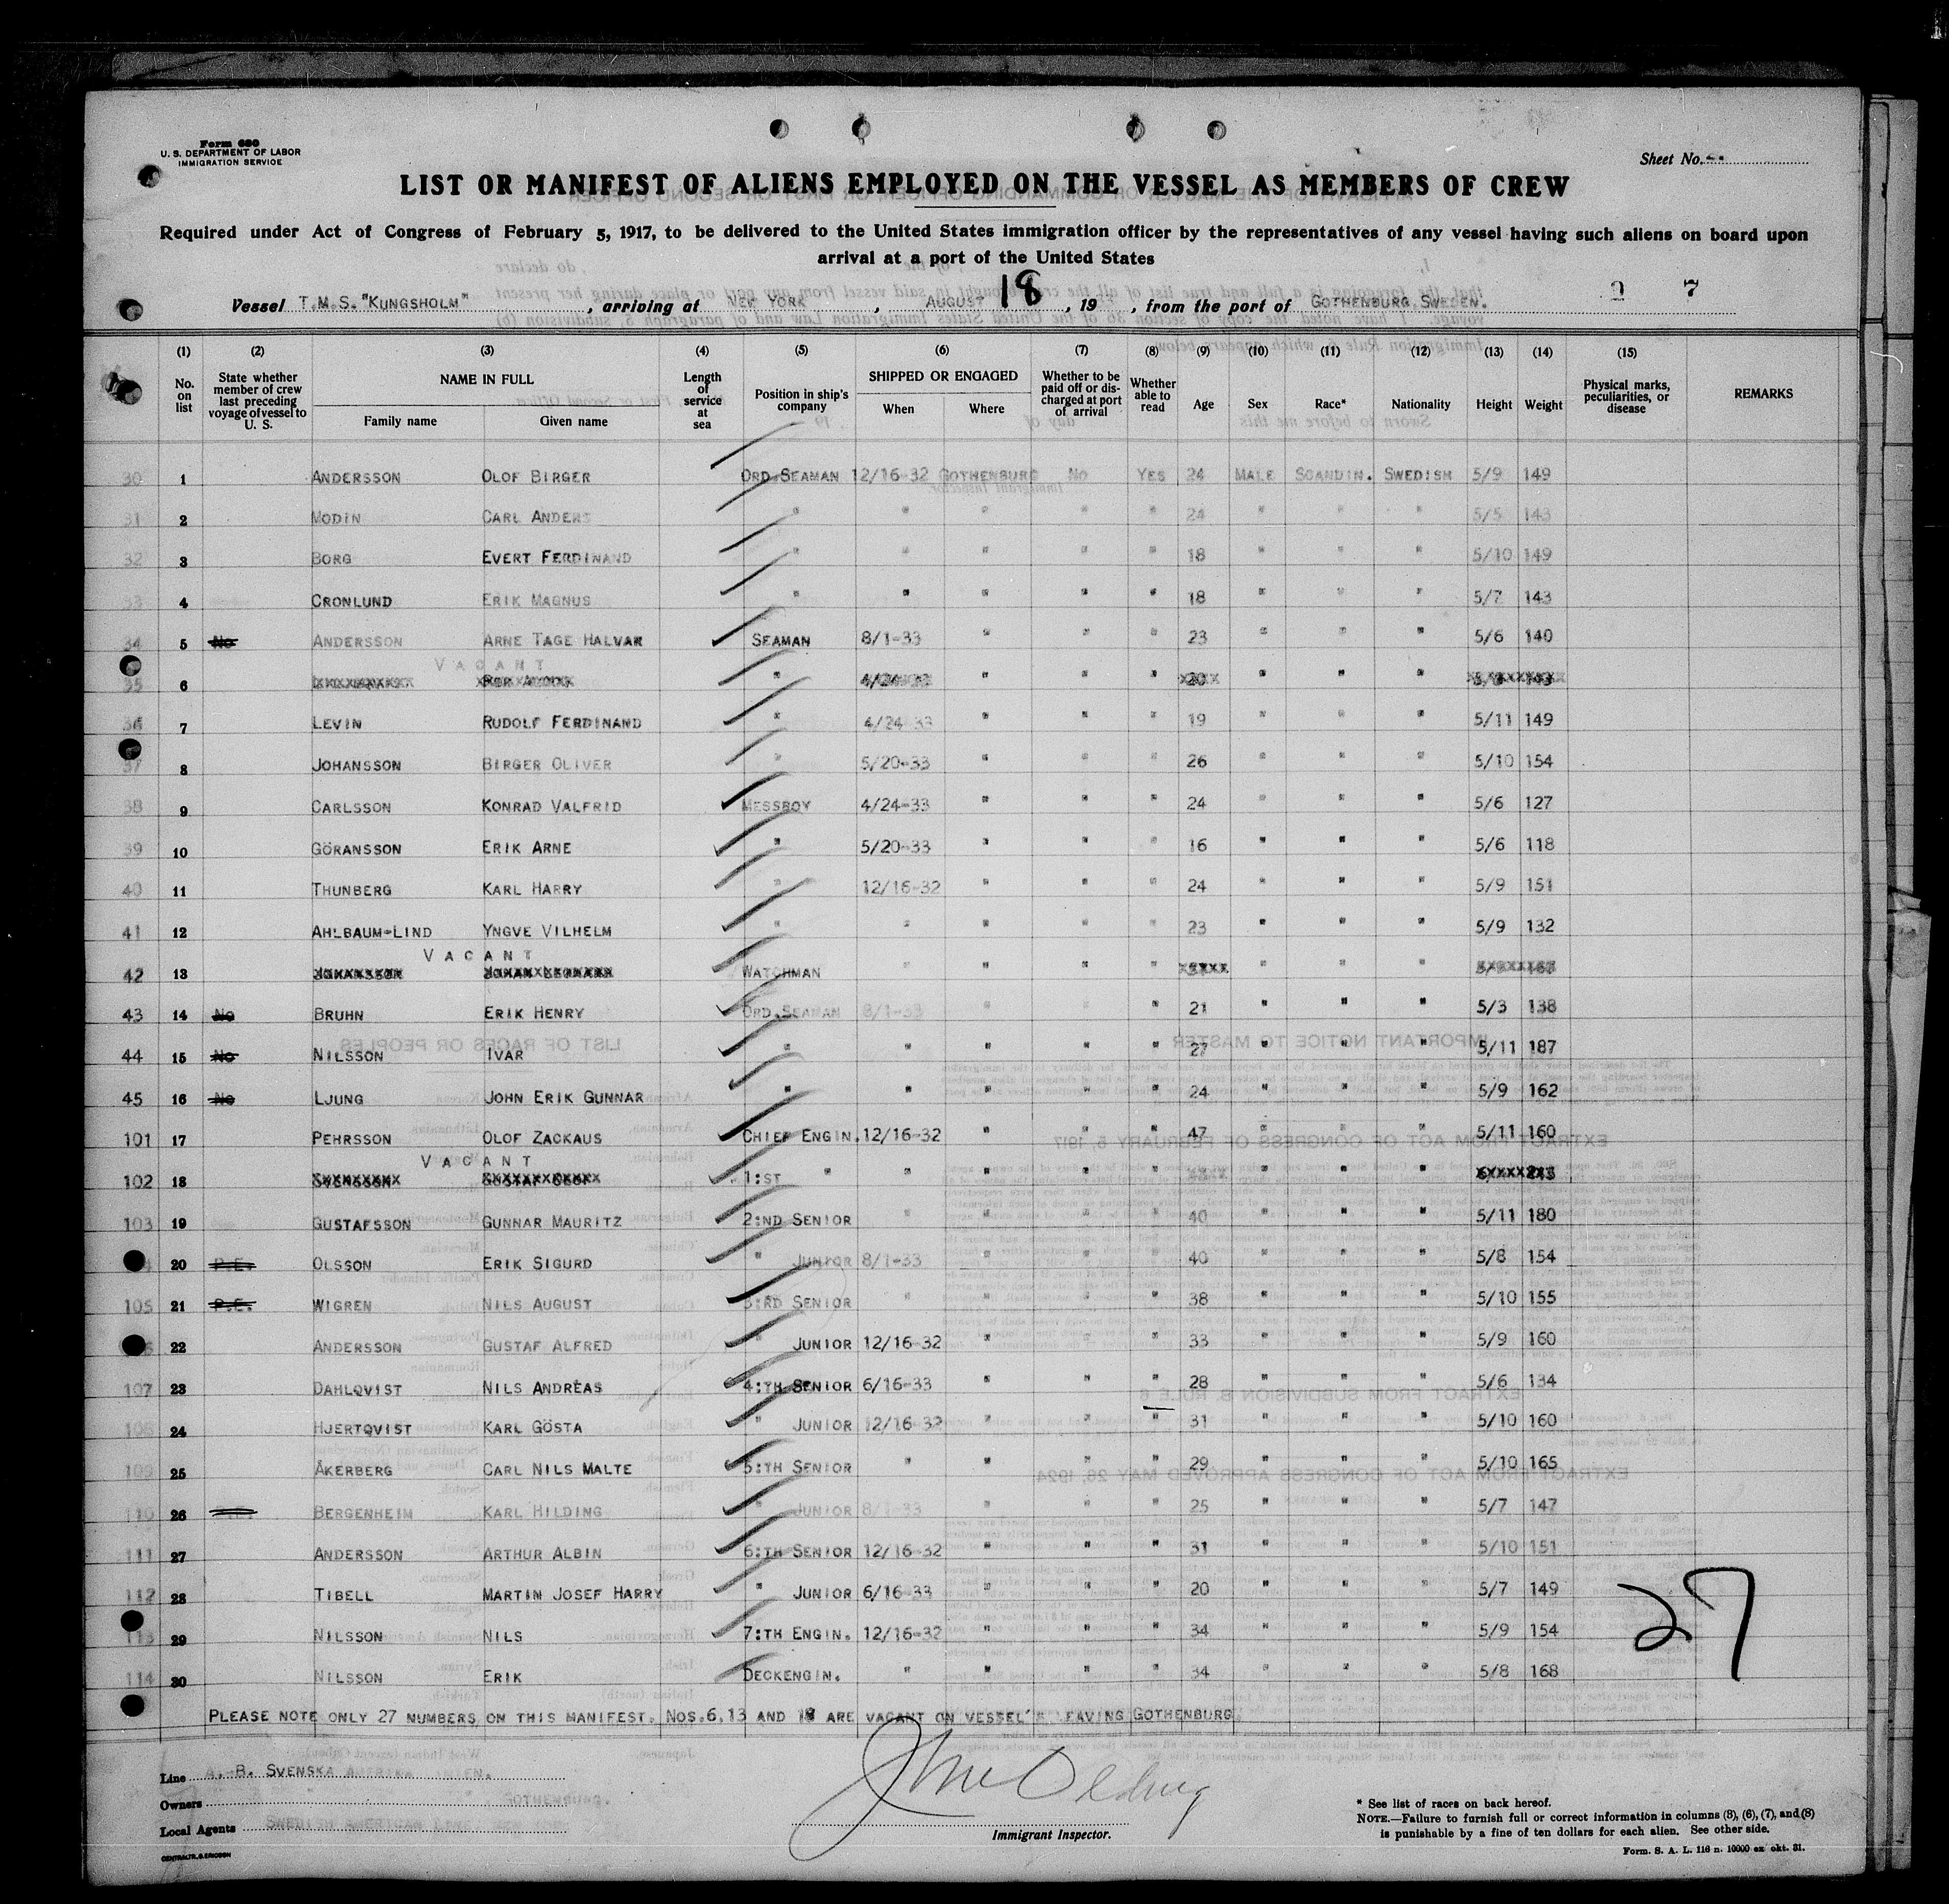 Form 680
U. S. DEPARTMENT OF LABOR
IMMIGRATION SERVICE
Sheet No.
LIST OR MANIFEST OF ALIENS EMPLOYED ON THE VESSEL AS MEMBERS OF CREW
Required under Act of Congress of February 5, 1917, to be delivered to the United States immigration officer by the representatives of any vessel having such aliens on board upon
arrival at a port of the United States
Vessel T.M.S. "KUNGSHOLM", arriving at NEW YORK, AUGUST 18, 19 , from the port of GOTHENBURG SWEDEN. 2 7
(1) (2) (3) (4) (5) (6) (7) (8) (9) (10) (11) (12) (13) (14) (15)
No. on list State whether member of crew last preceding voyage of vessel to U. S. NAME IN FULL Family name Given name Length of service at sea Position in ship's company SHIPPED OR ENGAGED When Where Whether to be paid off or discharged at port of arrival Whether able to read Age Sex Race* Nationality Height Weight Physical marks, peculiarities, or disease REMARKS
30 1 ANDERSSON OLOF BIRGER ORD.SEAMAN 12/16-32 GOTHENBURG NO YES 24 MALE SCANDIN. SWEDISH 5/9 149
31 2 MODIN CARL ANDERS " " " " " 24 " " " 5/5 143
32 3 BORG EVERT FERDINAND " " " " " 18 " " " 5/10 149
33 4 CRONLUND ERIK MAGNUS " " " " " 18 " " " 5/7 143
34 5 No ANDERSSON ARNE TAGE HALVAR SEAMAN 8/1-33 " " " 23 " " " 5/6 140
35 6 VACANT " 4/24-33 " " " 20 " " " 143
36 7 LEVIN RUDOLF FERDINAND " 4/24-33 " " " 19 " " " 5/11 149
37 8 JOHANSSON BIRGER OLIVER " 5/20-33 " " " 26 " " " 5/10 154
38 9 CARLSSON KONRAD VALFRID MESSBOY 4/24-33 " " " 24 " " " 5/6 127
39 10 GÖRANSSON ERIK ARNE " 5/20-33 " " " 16 " " " 5/6 118
40 11 THUNBERG KARL HARRY " 12/16-32 " " " 24 " " " 5/9 151
41 12 AHLBAUM-LIND YNGVE VILHELM " " " " " 23 " " " 5/9 132
42 13 VACANT WATCHMAN " " " " " " "
43 14 No BRUHN ERIK HENRY ORD.SEAMAN 8/1-33 " " " 21 " " " 5/3 138
44 15 No NILSSON IVAR " " " " " 27 " " " 5/11 187
45 16 No LJUNG JOHN ERIK GUNNAR " " " " " 24 " " " 5/9 162
101 17 PEHRSSON OLOF ZACKAUS CHIEF ENGIN. 12/16-32 " " " 47 " " " 5/11 160
102 18 VACANT 1:ST " " " " " " " "
103 19 GUSTAFSSON GUNNAR MAURITZ 2:ND SENIOR " " " " 40 " " " 5/11 180
20 P.E. OLSSON ERIK SIGURD " JUNIOR 8/1-33 " " " 40 " " " 5/8 154
105 21 P.E. WIGREN NILS AUGUST 3:RD SENIOR " " " " 38 " " " 5/10 155
22 ANDERSSON GUSTAF ALFRED " JUNIOR 12/16-32 " " " 33 " " " 5/9 160
107 23 DAHLQVIST NILS ANDREAS 4:TH SENIOR 6/16-33 " " " 28 " " " 5/6 134
108 24 HJERTQVIST KARL GÖSTA " JUNIOR 12/16-32 " " " 31 " " " 5/10 160
109 25 ÅKERBERG CARL NILS MALTE 5:TH SENIOR " " " " 29 " " " 5/10 165
110 26 BERGENHEIM KARL HILDING " JUNIOR 8/1-33 " " " 25 " " " 5/7 147
111 27 ANDERSSON ARTHUR ALBIN 6:TH SENIOR 12/16-32 " " " 31 " " " 5/10 151
112 28 TIBELL MARTIN JOSEF HARRY " JUNIOR 6/16-33 " " " 20 " " " 5/7 149
113 29 NILSSON NILS 7:TH ENGIN. 12/16-32 " " " 34 " " " 5/9 154
114 30 NILSSON ERIK DECKENGIN. " " " " 34 " " " 5/8 168
27
PLEASE NOTE ONLY 27 NUMBERS ON THIS MANIFEST. NOS.6,13 AND 18 ARE VACANT ON VESSEL'S LEAVING GOTHENBURG
Line A.-B. SVENSKA AMERIKA LINIEN.
Owners " " GOTHENBURG.
Local Agents SWEDISH AMERICAN LINE
Immigrant Inspector.
* See list of races on back hereof.
NOTE.—Failure to furnish full or correct information in columns (3), (6), (7), and (8)
is punishable by a fine of ten dollars for each alien. See other side.
CENTRALTR. G. ERICSON
Form. S. A. L. 116 n. 10000 ex okt. 31.